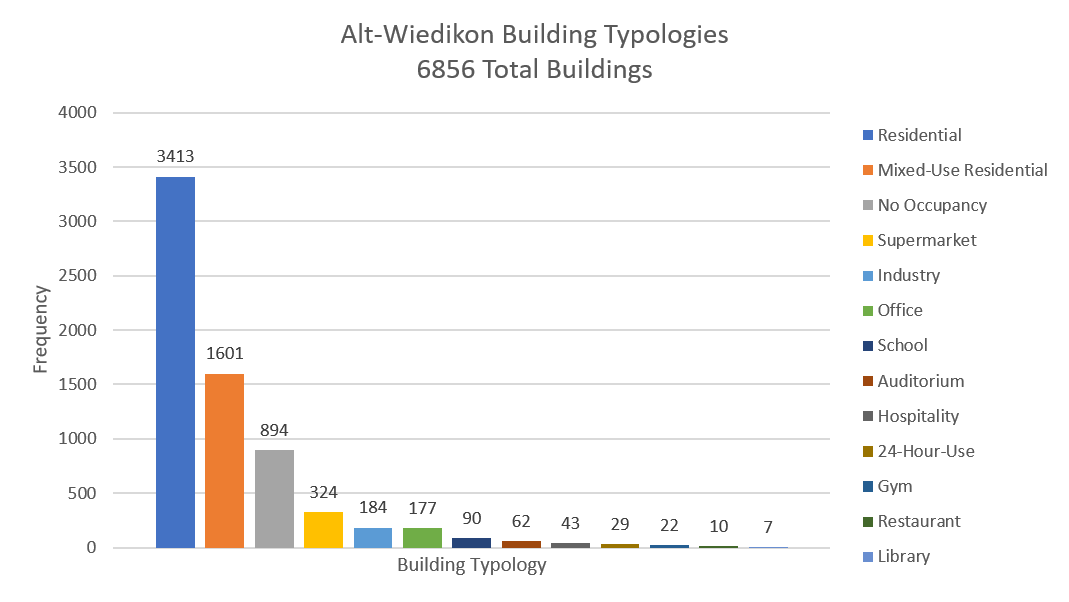 Alt-Wiedikon Building Typologies
6856 Total Buildings
4000
3500
3000
2500
2000
1500
1000
500
0
Frequency
3413
1601
894
324
184
177
90
62
43
29
22
10
7
Building Typology
Residential
Mixed-Use Residential
No Occupancy
Supermarket
Industry
Office
School
Auditorium
Hospitality
24-Hour-Use
Gym
Restaurant
Library